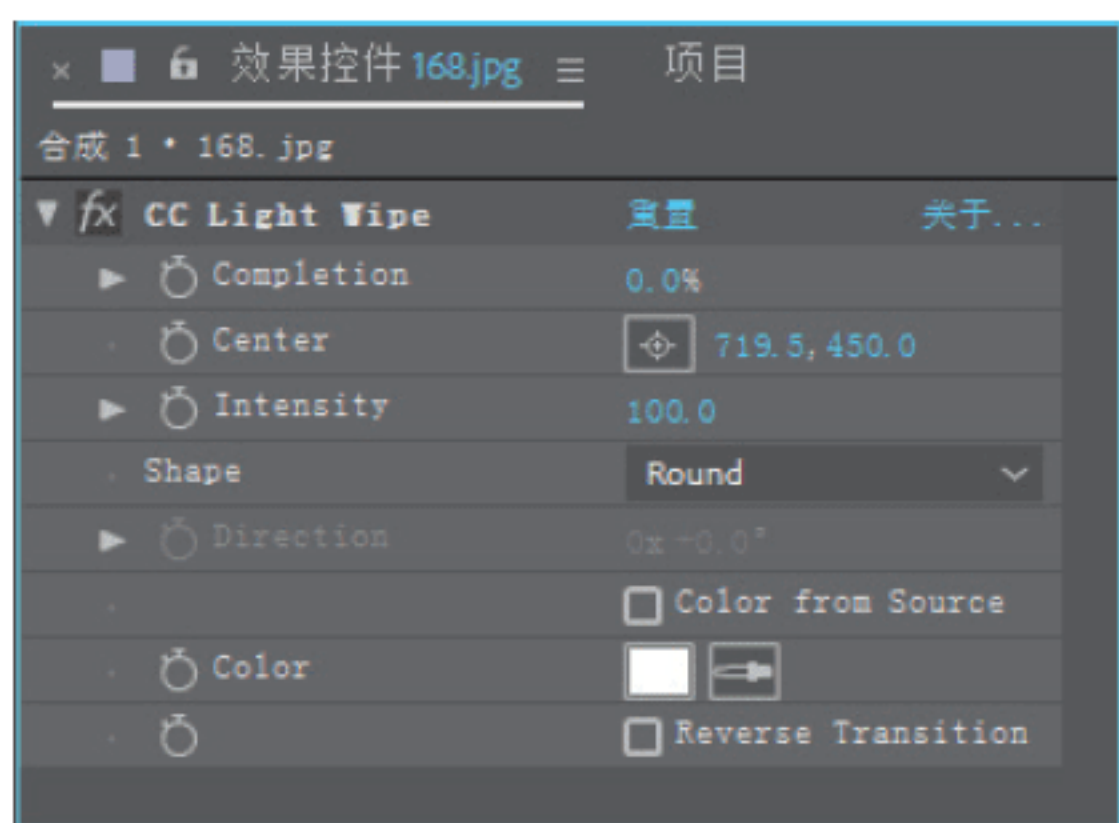 × 效果控件 168.jpg ≡ 项目
合成 1 • 168.jpg
fx CC Light Wipe 重置 关于...
Completion 0.0%
Center 719.5,450.0
Intensity 100.0
Shape Round
Direction 0x+0.0°
Color from Source
Color
Reverse Transition